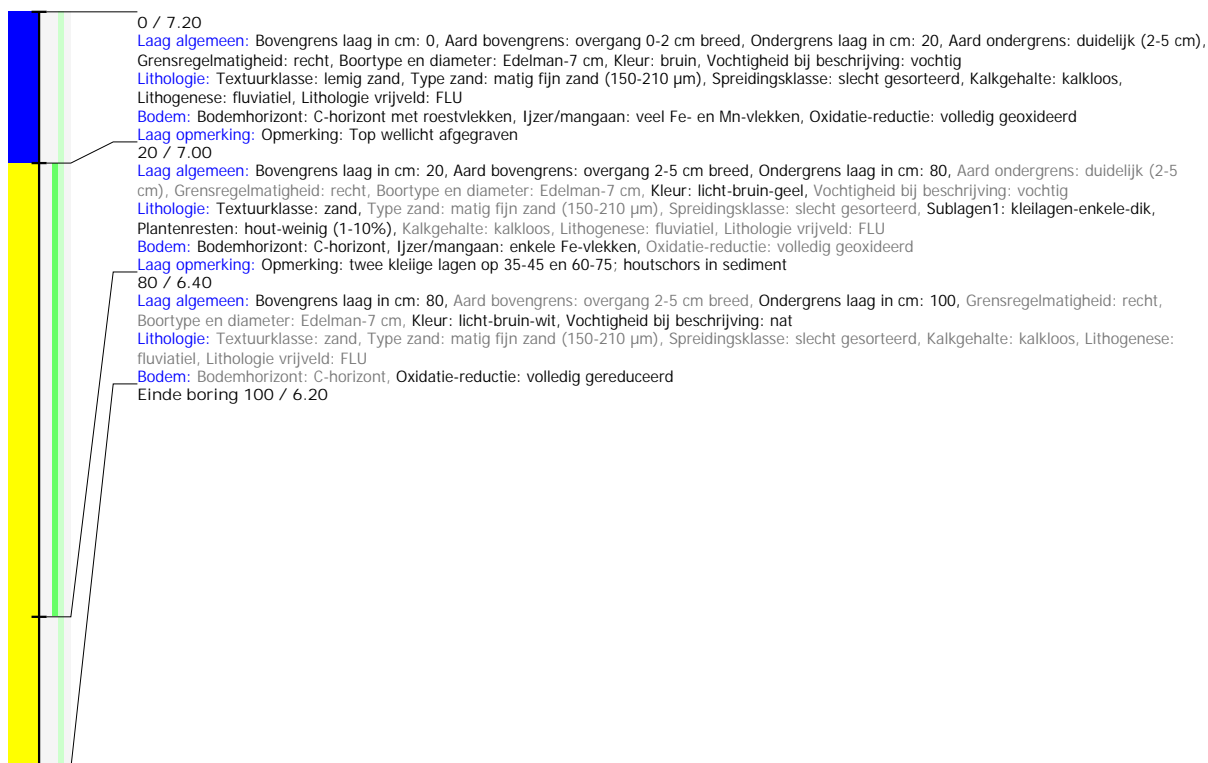 0 / 7.20
Laag algemeen: Bovengrens laag in cm: 0, Aard bovengrens: overgang 0-2 cm breed, Ondergrens laag in cm: 20, Aard ondergrens: duidelijk (2-5 cm),
Grensregelmatigheid: recht, Boortype en diameter: Edelman-7 cm, Kleur: bruin, Vochtigheid bij beschrijving: vochtig
Lithologie: Textuurklasse: lemig zand, Type zand: matig fijn zand (150-210 µm), Spreidingsklasse: slecht gesorteerd, Kalkgehalte: kalkloos,
Lithogenese: fluviatiel, Lithologie vrijveld: FLU
Bodem: Bodemhorizont: C-horizont met roestvlekken, Ijzer/mangaan: veel Fe- en Mn-vlekken, Oxidatie-reductie: volledig geoxideerd
Laag opmerking: Opmerking: Top wellicht afgegraven
20 / 7.00
Laag algemeen: Bovengrens laag in cm: 20, Aard bovengrens: overgang 2-5 cm breed, Ondergrens laag in cm: 80, Aard ondergrens: duidelijk (2-5
cm), Grensregelmatigheid: recht, Boortype en diameter: Edelman-7 cm, Kleur: licht-bruin-geel, Vochtigheid bij beschrijving: vochtig
Lithologie: Textuurklasse: zand, Type zand: matig fijn zand (150-210 µm), Spreidingsklasse: slecht gesorteerd, Sublagen1: kleilagen-enkele-dik,
Plantenresten: hout-weinig (1-10%), Kalkgehalte: kalkloos, Lithogenese: fluviatiel, Lithologie vrijveld: FLU
Bodem: Bodemhorizont: C-horizont, Ijzer/mangaan: enkele Fe-vlekken, Oxidatie-reductie: volledig geoxideerd
Laag opmerking: Opmerking: twee kleiige lagen op 35-45 en 60-75; houtschors in sediment
80 / 6.40
Laag algemeen: Bovengrens laag in cm: 80, Aard bovengrens: overgang 2-5 cm breed, Ondergrens laag in cm: 100, Grensregelmatigheid: recht,
Boortype en diameter: Edelman-7 cm, Kleur: licht-bruin-wit, Vochtigheid bij beschrijving: nat
Lithologie: Textuurklasse: zand, Type zand: matig fijn zand (150-210 µm), Spreidingsklasse: slecht gesorteerd, Kalkgehalte: kalkloos, Lithogenese:
fluviatiel, Lithologie vrijveld: FLU
Bodem: Bodemhorizont: C-horizont, Oxidatie-reductie: volledig gereduceerd
Einde boring 100 / 6.20